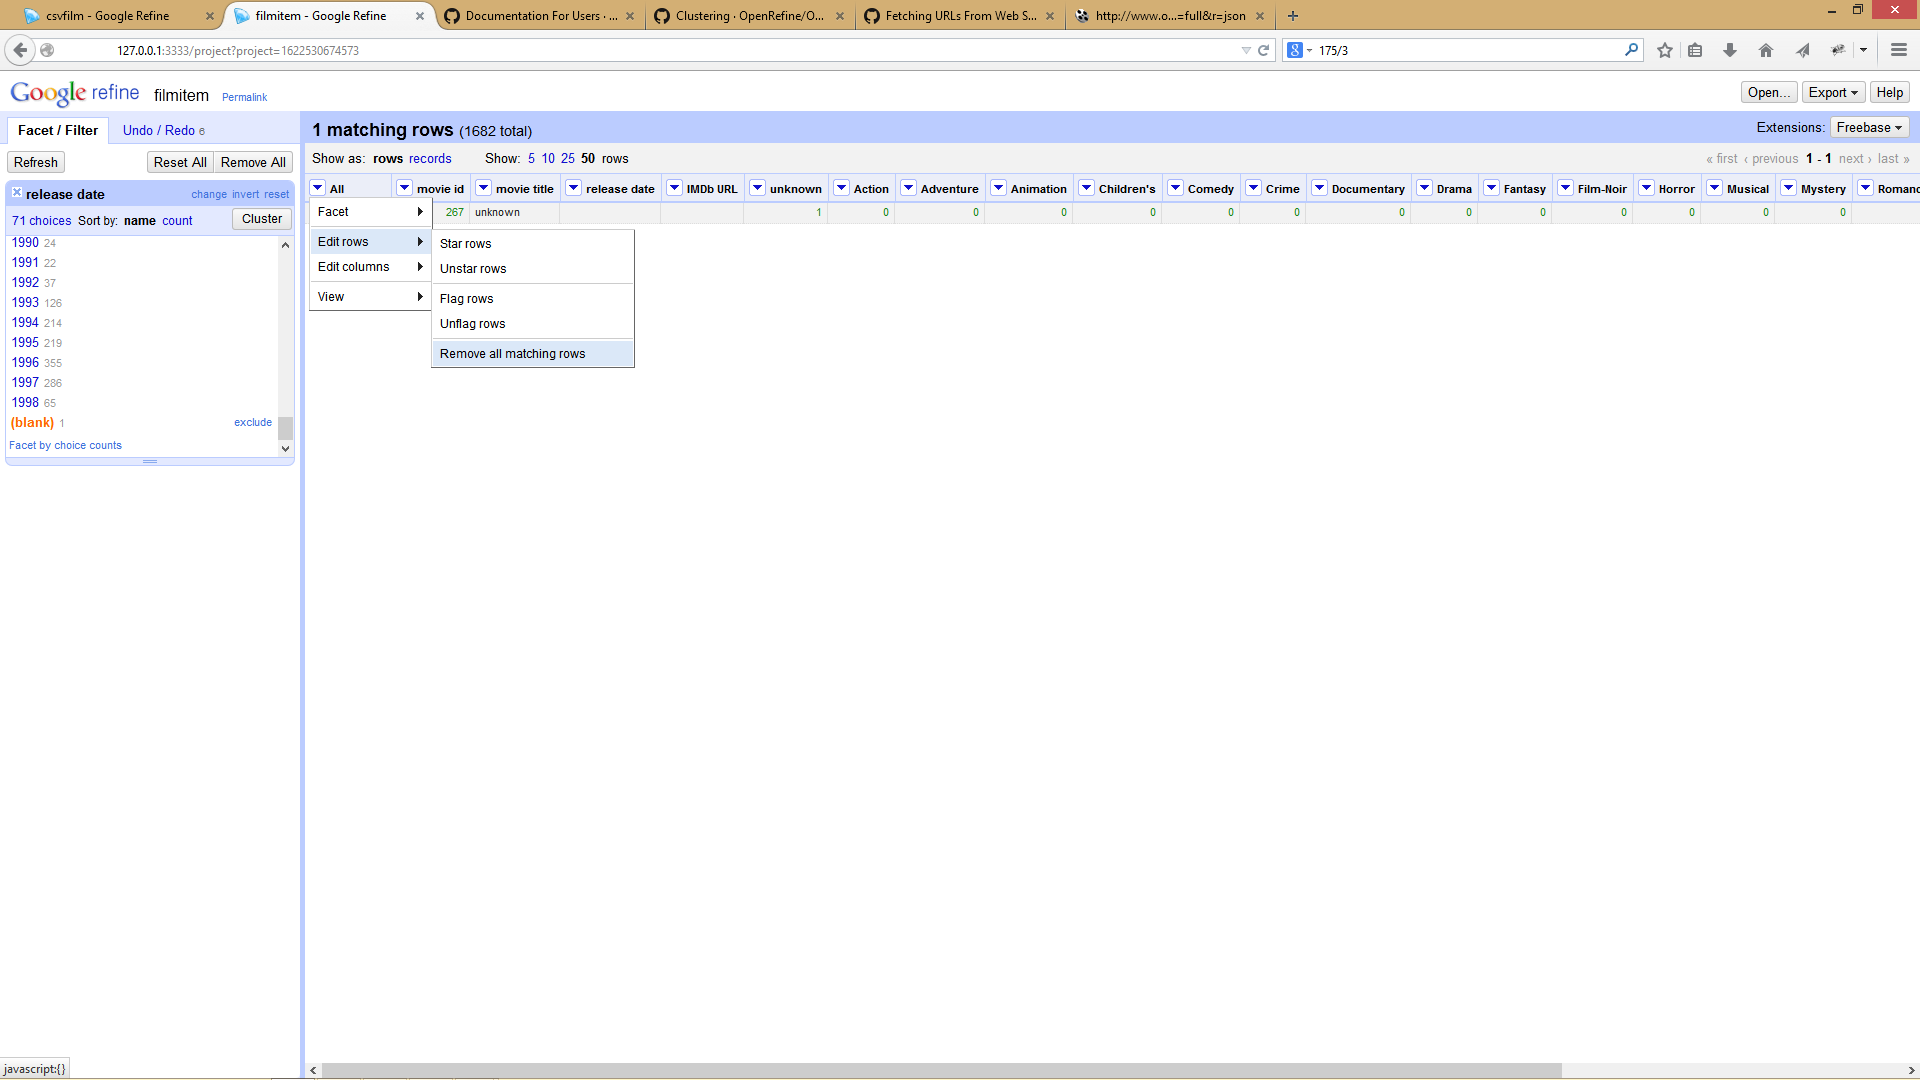 csvfilm - Google Refine
filmitem - Google Refine
Documentation For Users · ...
Clustering · OpenRefine/O...
Fetching URLs From Web S...
http://www.o...=full&r=json
127.0.0.1:3333/project?project=1622530674573
8 175/3
Google refine filmitem Permalink
Open... Export Help
Facet / Filter Undo / Redo 6
1 matching rows (1682 total)
Extensions: Freebase
Refresh Reset All Remove All
Show as: rows records Show: 5 10 25 50 rows
« first ‹ previous 1 - 1 next › last »
release date change invert reset
71 choices Sort by: name count Cluster
1990 24
1991 22
1992 37
1993 126
1994 214
1995 219
1996 355
1997 286
1998 65
(blank) 1 exclude
Facet by choice counts
All movie id movie title release date IMDb URL unknown Action Adventure Animation Children's Comedy Crime Documentary Drama Fantasy Film-Noir Horror Musical Mystery Romanc
267 unknown 1 0 0 0 0 0 0 0 0 0 0 0 0 0
Facet
Edit rows
Edit columns
View
Star rows
Unstar rows
Flag rows
Unflag rows
Remove all matching rows
javascript:{}